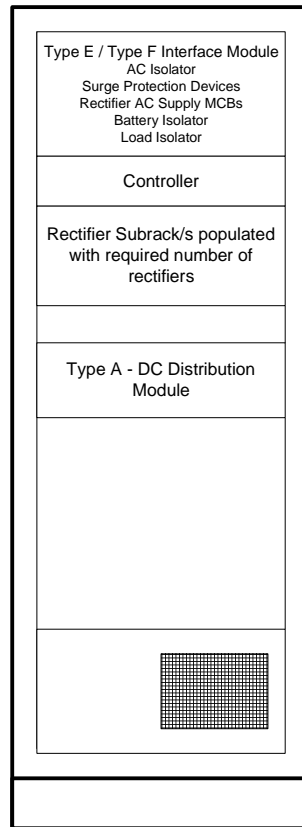 Type E / Type F Interface Module
AC Isolator
Surge Protection Devices
Rectifier AC Supply MCBs
Battery Isolator
Load Isolator
Controller
Rectifier Subrack/s populated
with required number of
rectifiers
Type A - DC Distribution
Module